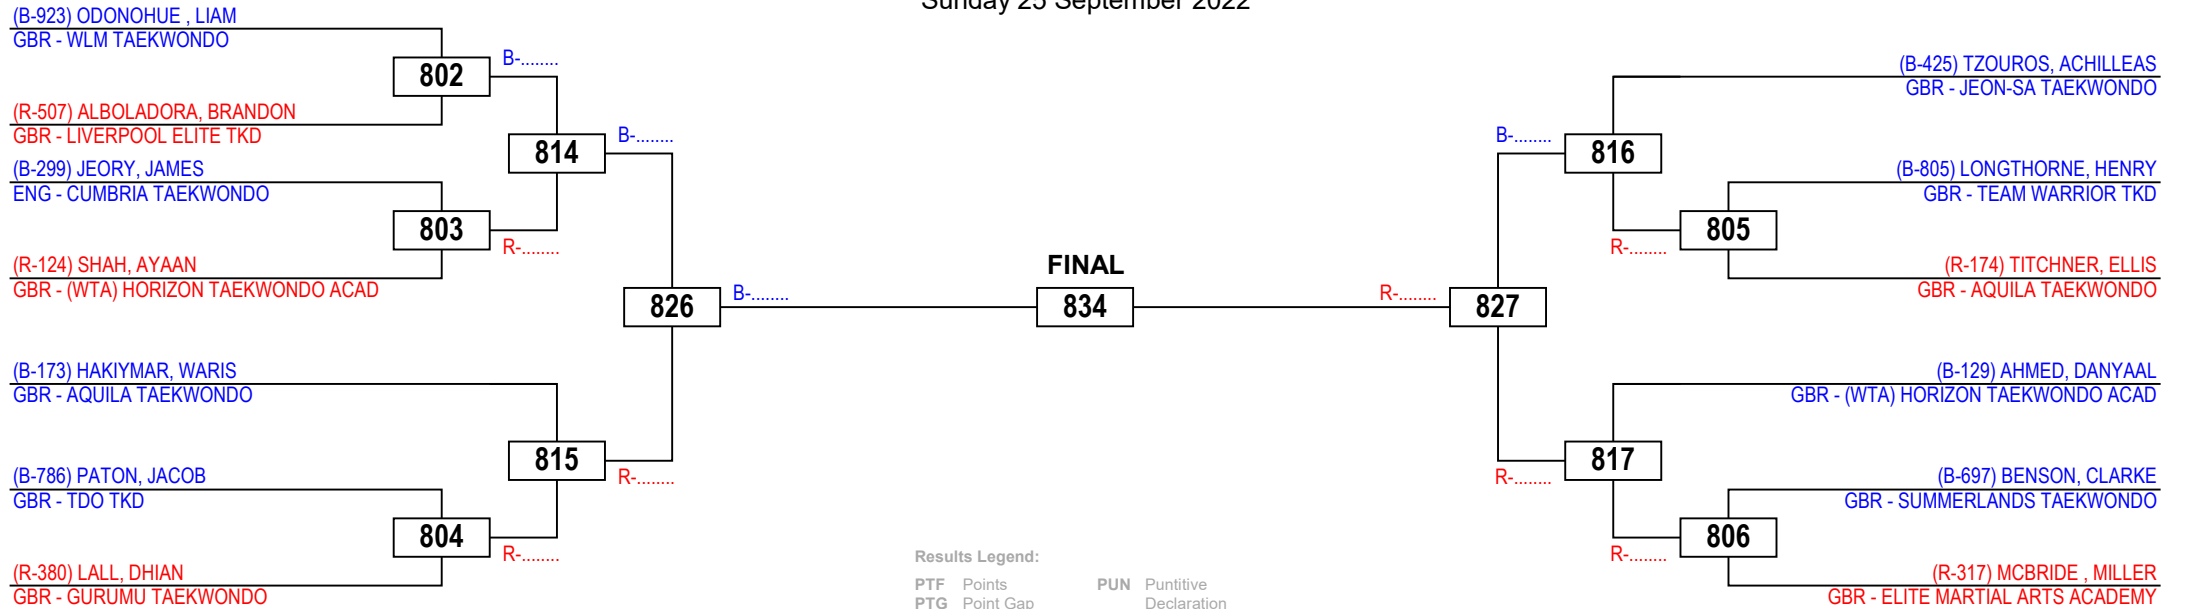 Sunday 25 September 2022
(B-923) ODONOHUE , LIAM
GBR - WLM TAEKWONDO
802
B-........
(R-507) ALBOLADORA, BRANDON
GBR - LIVERPOOL ELITE TKD
814
B-........
(B-299) JEORY, JAMES
ENG - CUMBRIA TAEKWONDO
803
R-........
(R-124) SHAH, AYAAN
GBR - (WTA) HORIZON TAEKWONDO ACAD
826
B-........
(B-173) HAKIYMAR, WARIS
GBR - AQUILA TAEKWONDO
815
R-........
(B-786) PATON, JACOB
GBR - TDO TKD
804
R-........
(R-380) LALL, DHIAN
GBR - GURUMU TAEKWONDO
FINAL
834
(B-425) TZOUROS, ACHILLEAS
GBR - JEON-SA TAEKWONDO
B-........
816
(B-805) LONGTHORNE, HENRY
GBR - TEAM WARRIOR TKD
R-........
805
(R-174) TITCHNER, ELLIS
GBR - AQUILA TAEKWONDO
R-........
827
(B-129) AHMED, DANYAAL
GBR - (WTA) HORIZON TAEKWONDO ACAD
R-........
817
(B-697) BENSON, CLARKE
GBR - SUMMERLANDS TAEKWONDO
R-........
806
(R-317) MCBRIDE , MILLER
GBR - ELITE MARTIAL ARTS ACADEMY
Results Legend:
PTF Points PUN Puntitive
PTG Point Gap Declaration